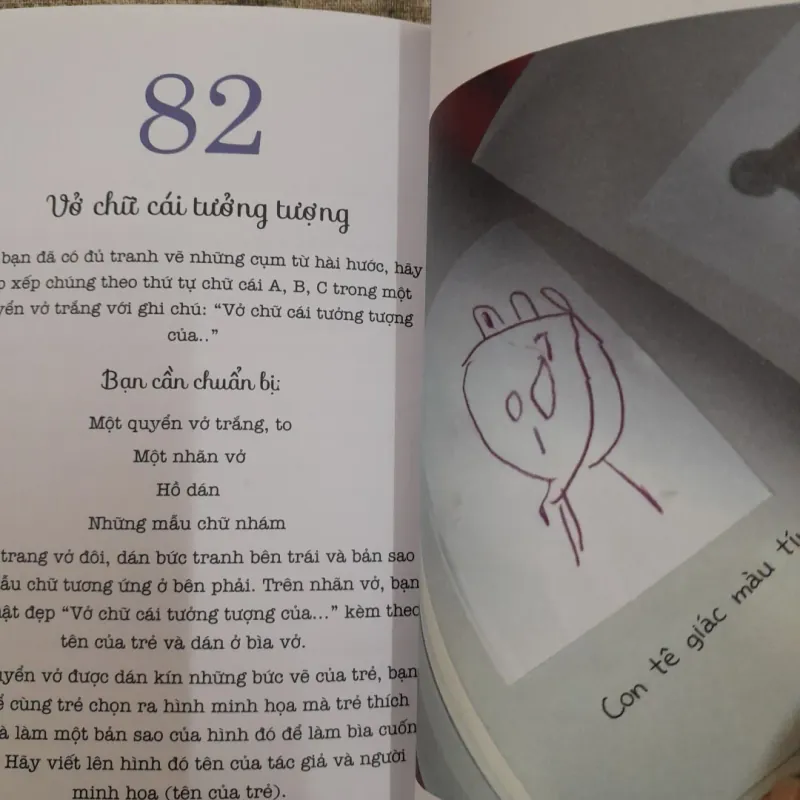 82
Vở chữ cái tưởng tượng
bạn đã có đủ tranh vẽ những cụm từ hài hước, hãy
xếp chúng theo thứ tự chữ cái A, B, C trong một
vở trắng với ghi chú: “Vở chữ cái tưởng tượng
của..”
Bạn cần chuẩn bị:
Một quyển vở trắng, to
Một nhãn vở
Hồ dán
Những mẫu chữ nhám
trang vở đôi, dán bức tranh bên trái và bản sao
chữ tương ứng ở bên phải. Trên nhãn vở, bạn
đẹp “Vở chữ cái tưởng tượng của...” kèm theo
tên của trẻ và dán ở bìa vở.
vở được dán kín những bức vẽ của trẻ, bạn
cùng trẻ chọn ra hình minh họa mà trẻ thích
làm một bản sao của hình đó để làm bìa cuốn
Hãy viết lên hình đó tên của tác giả và người
minh họa (tên của trẻ).
Con tê giác màu